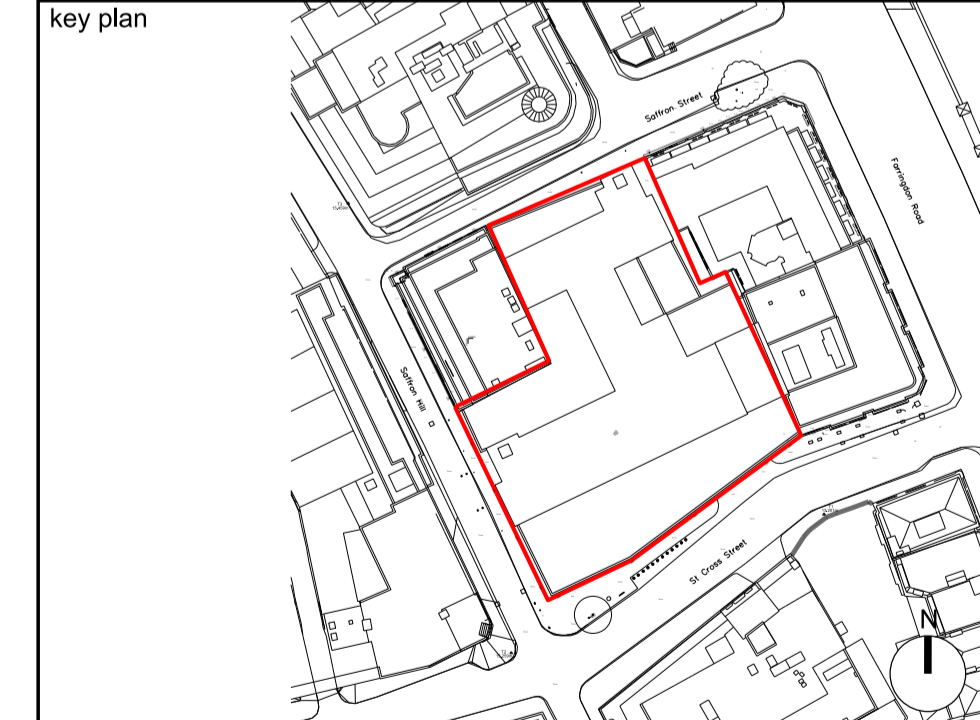 key plan
Saffron Street
Farringdon Road
Saffron Hill
St Cross Street
N